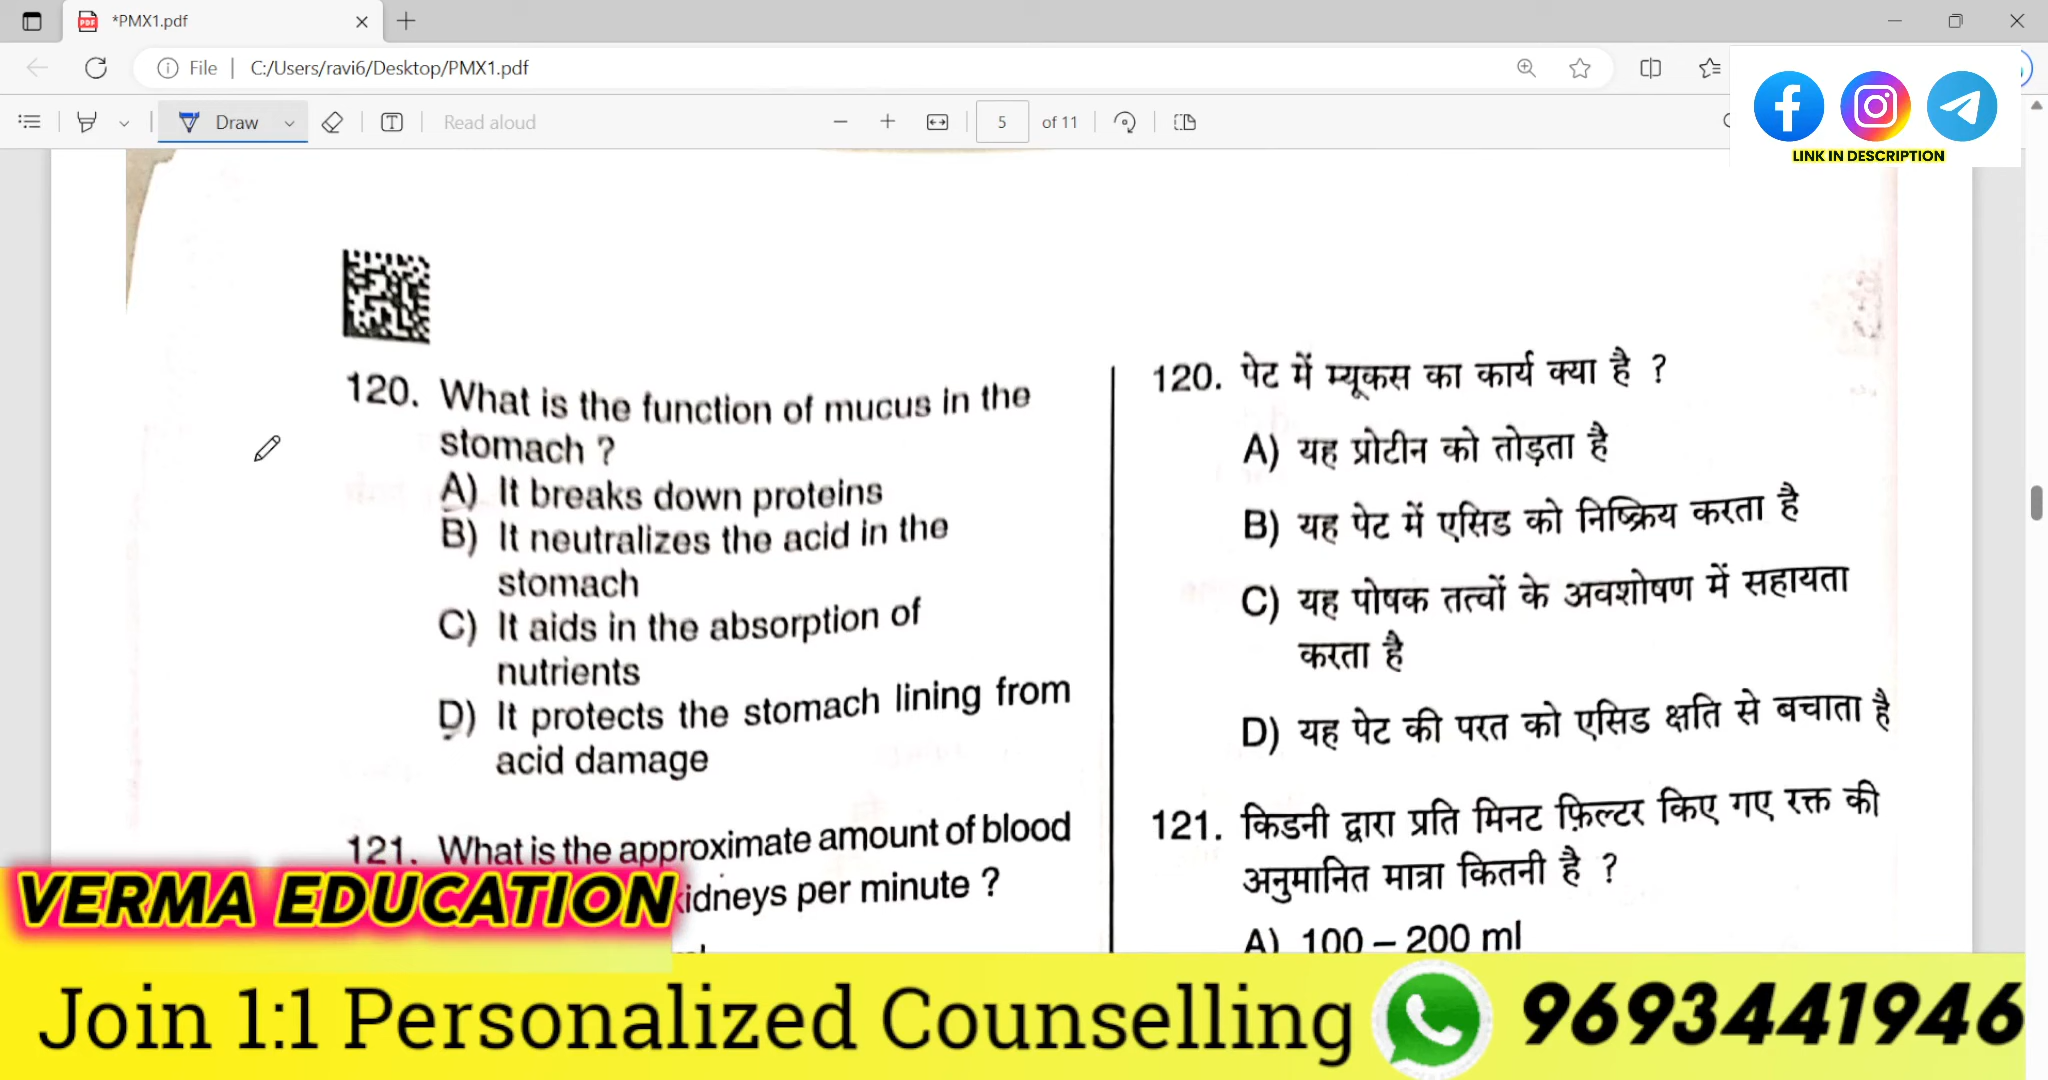 *PMX1.pdf
File
C:/Users/ravi6/Desktop/PMX1.pdf
Draw
Read aloud
5 of 11
LINK IN DESCRIPTION
120. What is the function of mucus in the
stomach ?
A) It breaks down proteins
B) It neutralizes the acid in the
stomach
C) It aids in the absorption of
nutrients
D) It protects the stomach lining from
acid damage
121. What is the approximate amount of blood
kidneys per minute ?
120. पेट में म्यूकस का कार्य क्या है ?
A) यह प्रोटीन को तोड़ता है
B) यह पेट में एसिड को निष्क्रिय करता है
C) यह पोषक तत्वों के अवशोषण में सहायता
करता है
D) यह पेट की परत को एसिड क्षति से बचाता है
121. किडनी द्वारा प्रति मिनट फ़िल्टर किए गए रक्त की
अनुमानित मात्रा कितनी है ?
A) 100 – 200 ml
VERMA EDUCATION
Join 1:1 Personalized Counselling 9693441946